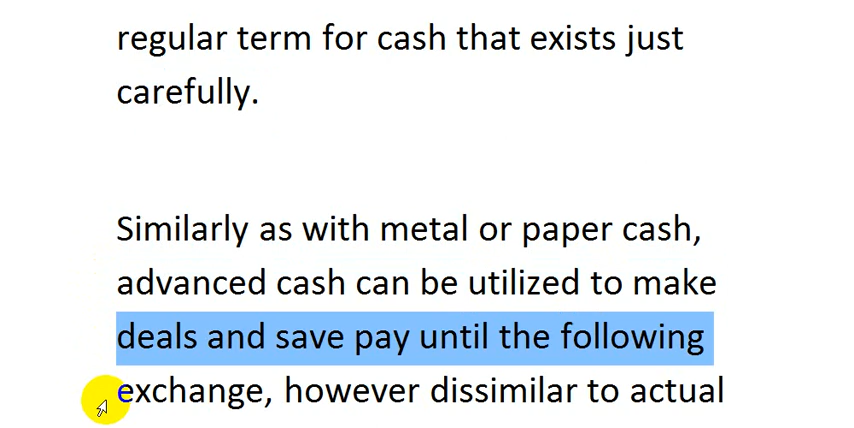 regular term for cash that exists just
carefully.
Similarly as with metal or paper cash,
advanced cash can be utilized to make
deals and save pay until the following
exchange, however dissimilar to actual